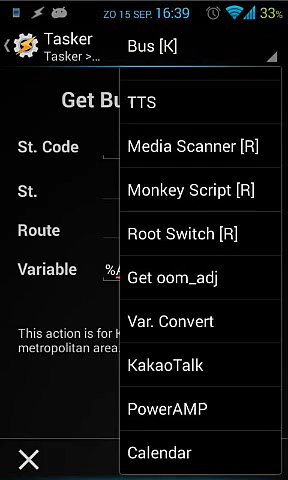 ZO 15 SEP. 16:39 33%
Tasker
Tasker >...
Bus [K]
Get Bu
St. Code
St.
Route
Variable
%A
This action is for K
metropolitan area
TTS
Media Scanner [R]
Monkey Script [R]
Root Switch [R]
Get oom_adj
Var. Convert
KakaoTalk
PowerAMP
Calendar